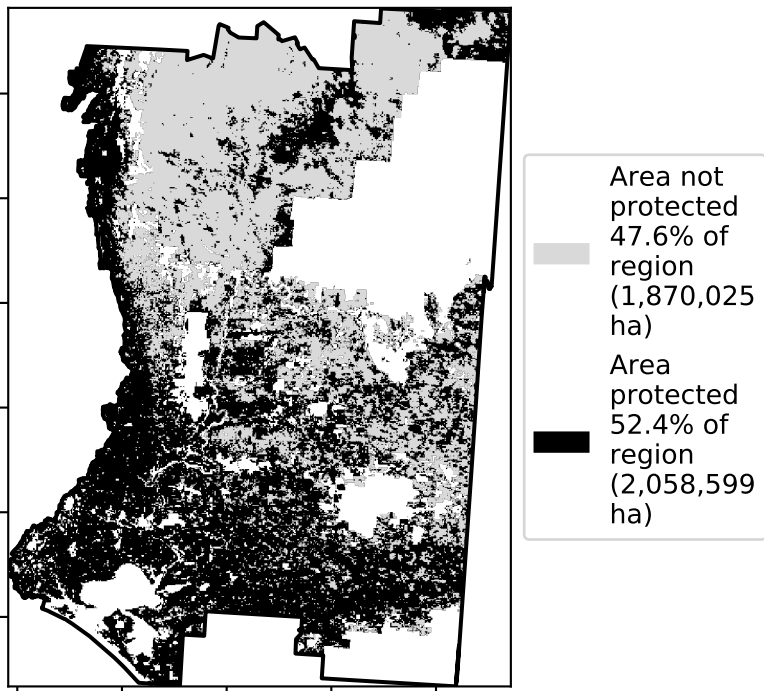 Area not
protected
47.6% of
region
(1,870,025
ha)
Area
protected
52.4% of
region
(2,058,599
ha)